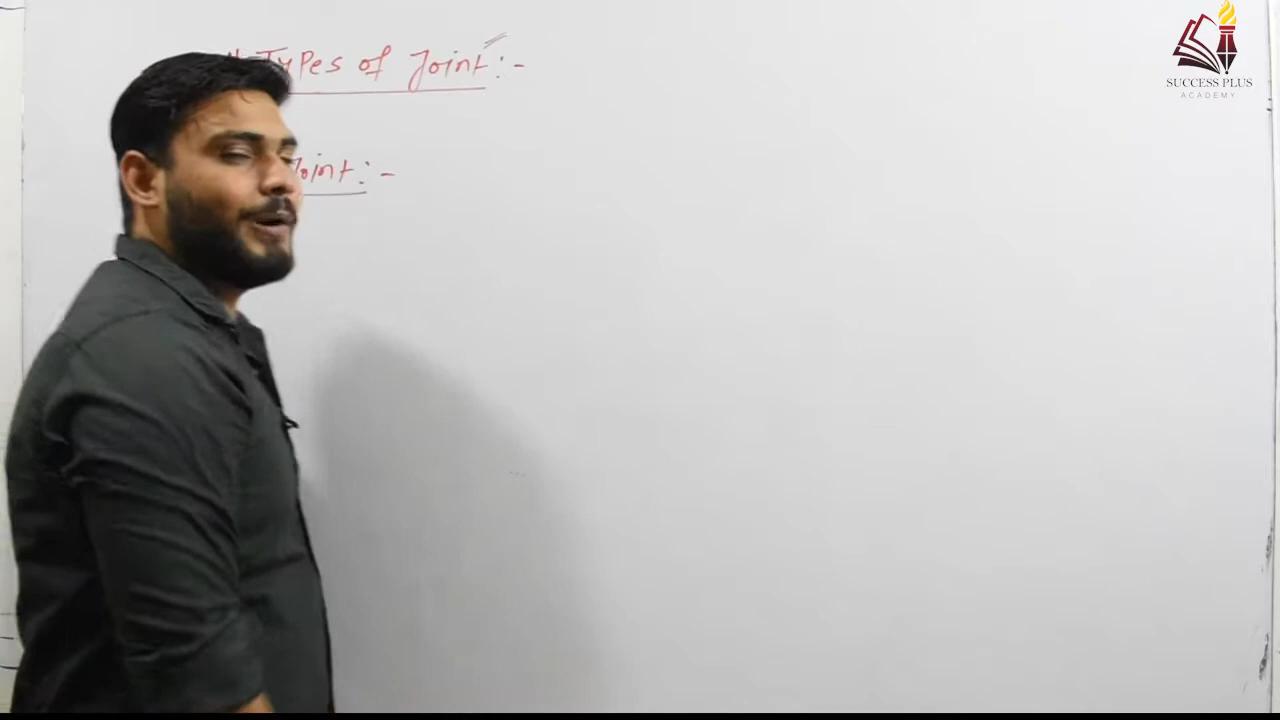 Types of Joint :-
Joint :-
SUCCESS PLUS
ACADEMY